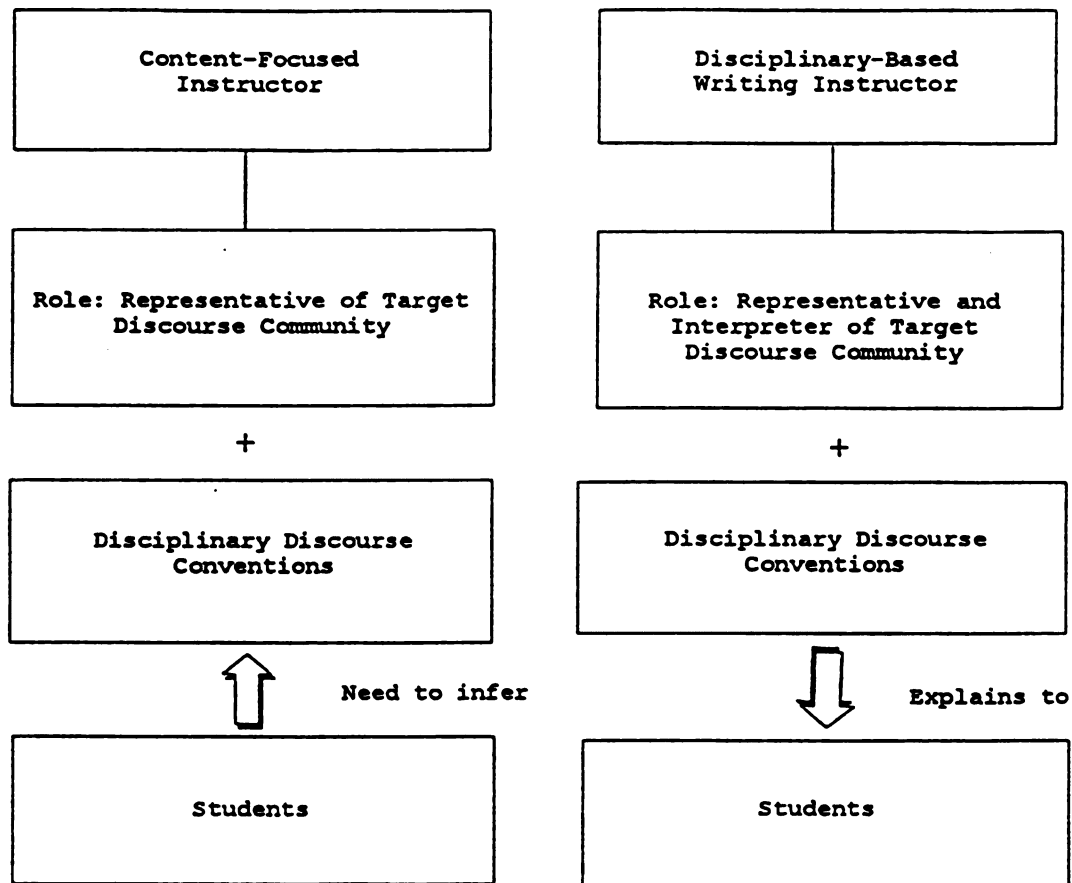 Content-Focused
Instructor
Role: Representative of Target
Discourse Community
+
Disciplinary Discourse
Conventions
Need to infer
Students
Disciplinary-Based
Writing Instructor
Role: Representative and
Interpreter of Target
Discourse Community
+
Disciplinary Discourse
Conventions
Explains to
Students